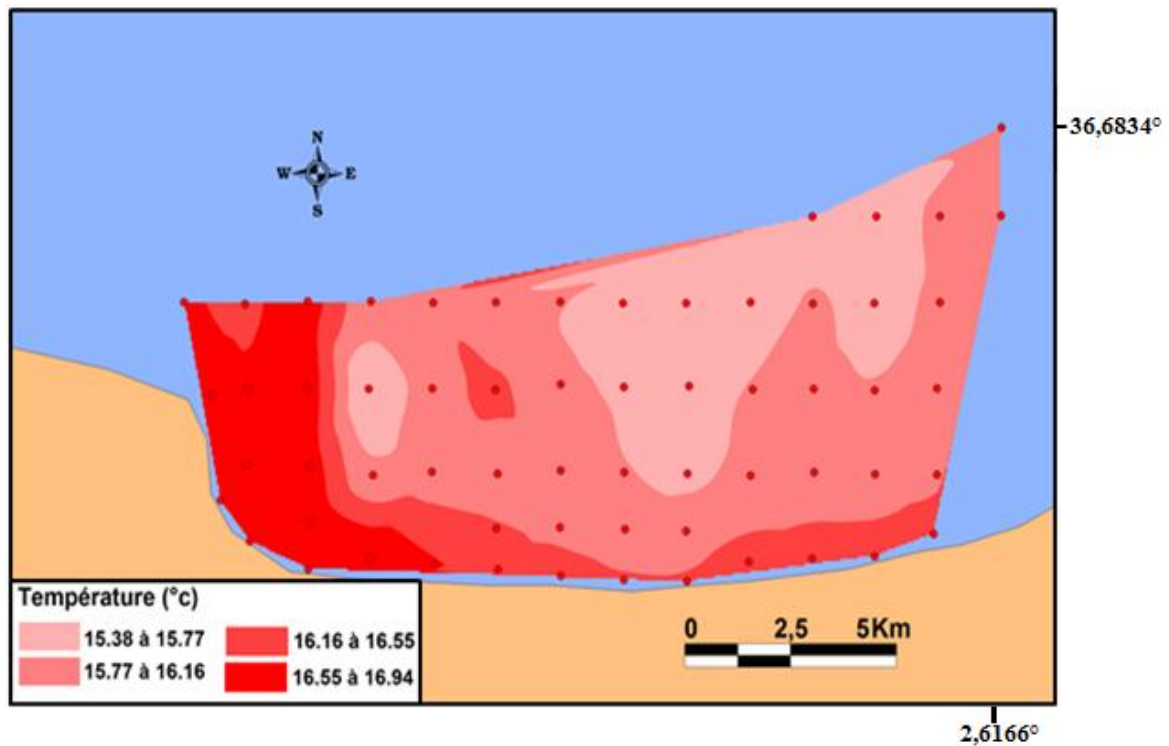 36,6834°
N
W E
S
Température (°c)
15.38 à 15.77
16.16 à 16.55
15.77 à 16.16
16.55 à 16.94
0 2,5 5Km
2,6166°